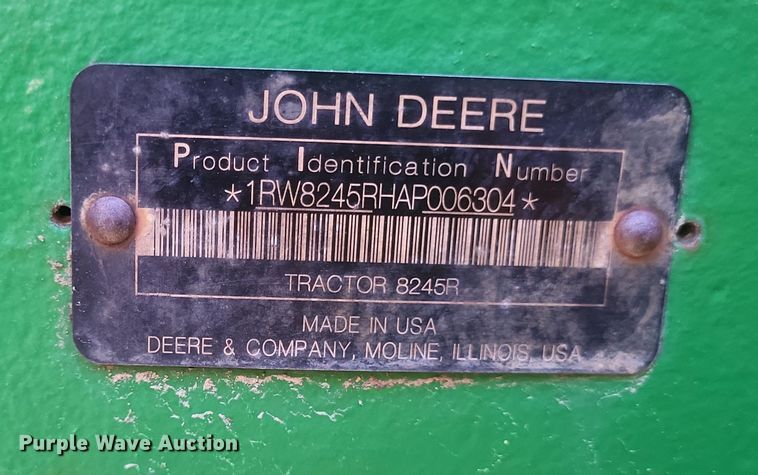 JOHN DEERE
Product Identification Number
*1RW8245RHAP006304*
TRACTOR 8245R
MADE IN USA
DEERE & COMPANY, MOLINE, ILLINOIS, USA
Purple Wave Auction